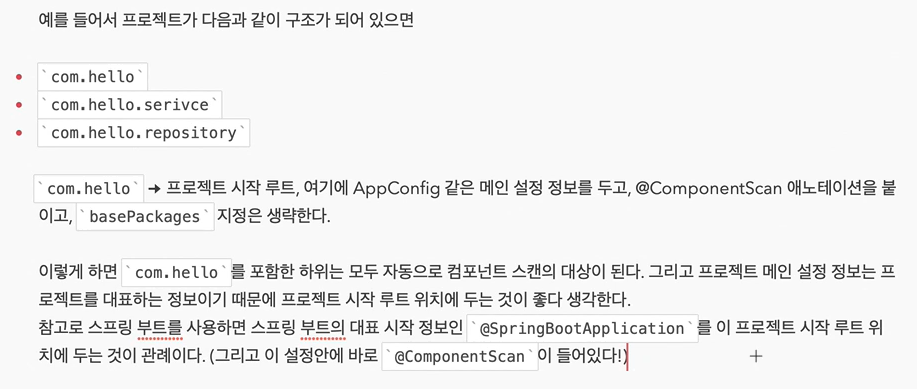 예를 들어서 프로젝트가 다음과 같이 구조가 되어 있으면
`com.hello`
`com.hello.serivce`
`com.hello.repository`
`com.hello` → 프로젝트 시작 루트, 여기에 AppConfig 같은 메인 설정 정보를 두고, @ComponentScan 애노테이션을 붙
이고, `basePackages` 지정은 생략한다.
이렇게 하면 `com.hello`를 포함한 하위는 모두 자동으로 컴포넌트 스캔의 대상이 된다. 그리고 프로젝트 메인 설정 정보는 프
로젝트를 대표하는 정보이기 때문에 프로젝트 시작 루트 위치에 두는 것이 좋다 생각한다.
참고로 스프링 부트를 사용하면 스프링 부트의 대표 시작 정보인 `@SpringBootApplication`를 이 프로젝트 시작 루트 위
치에 두는 것이 관례이다. (그리고 이 설정안에 바로 `@ComponentScan`이 들어있다!)